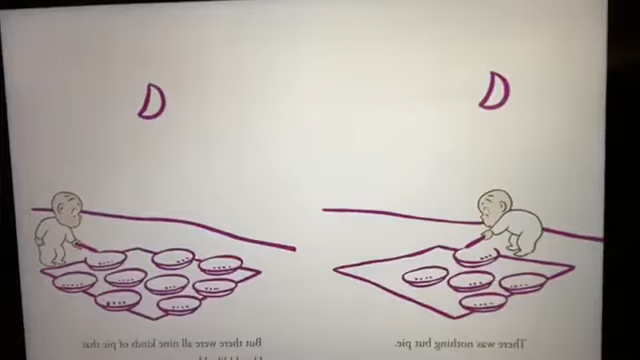 There was nothing but pie.
But there were all nine kinds of pie that